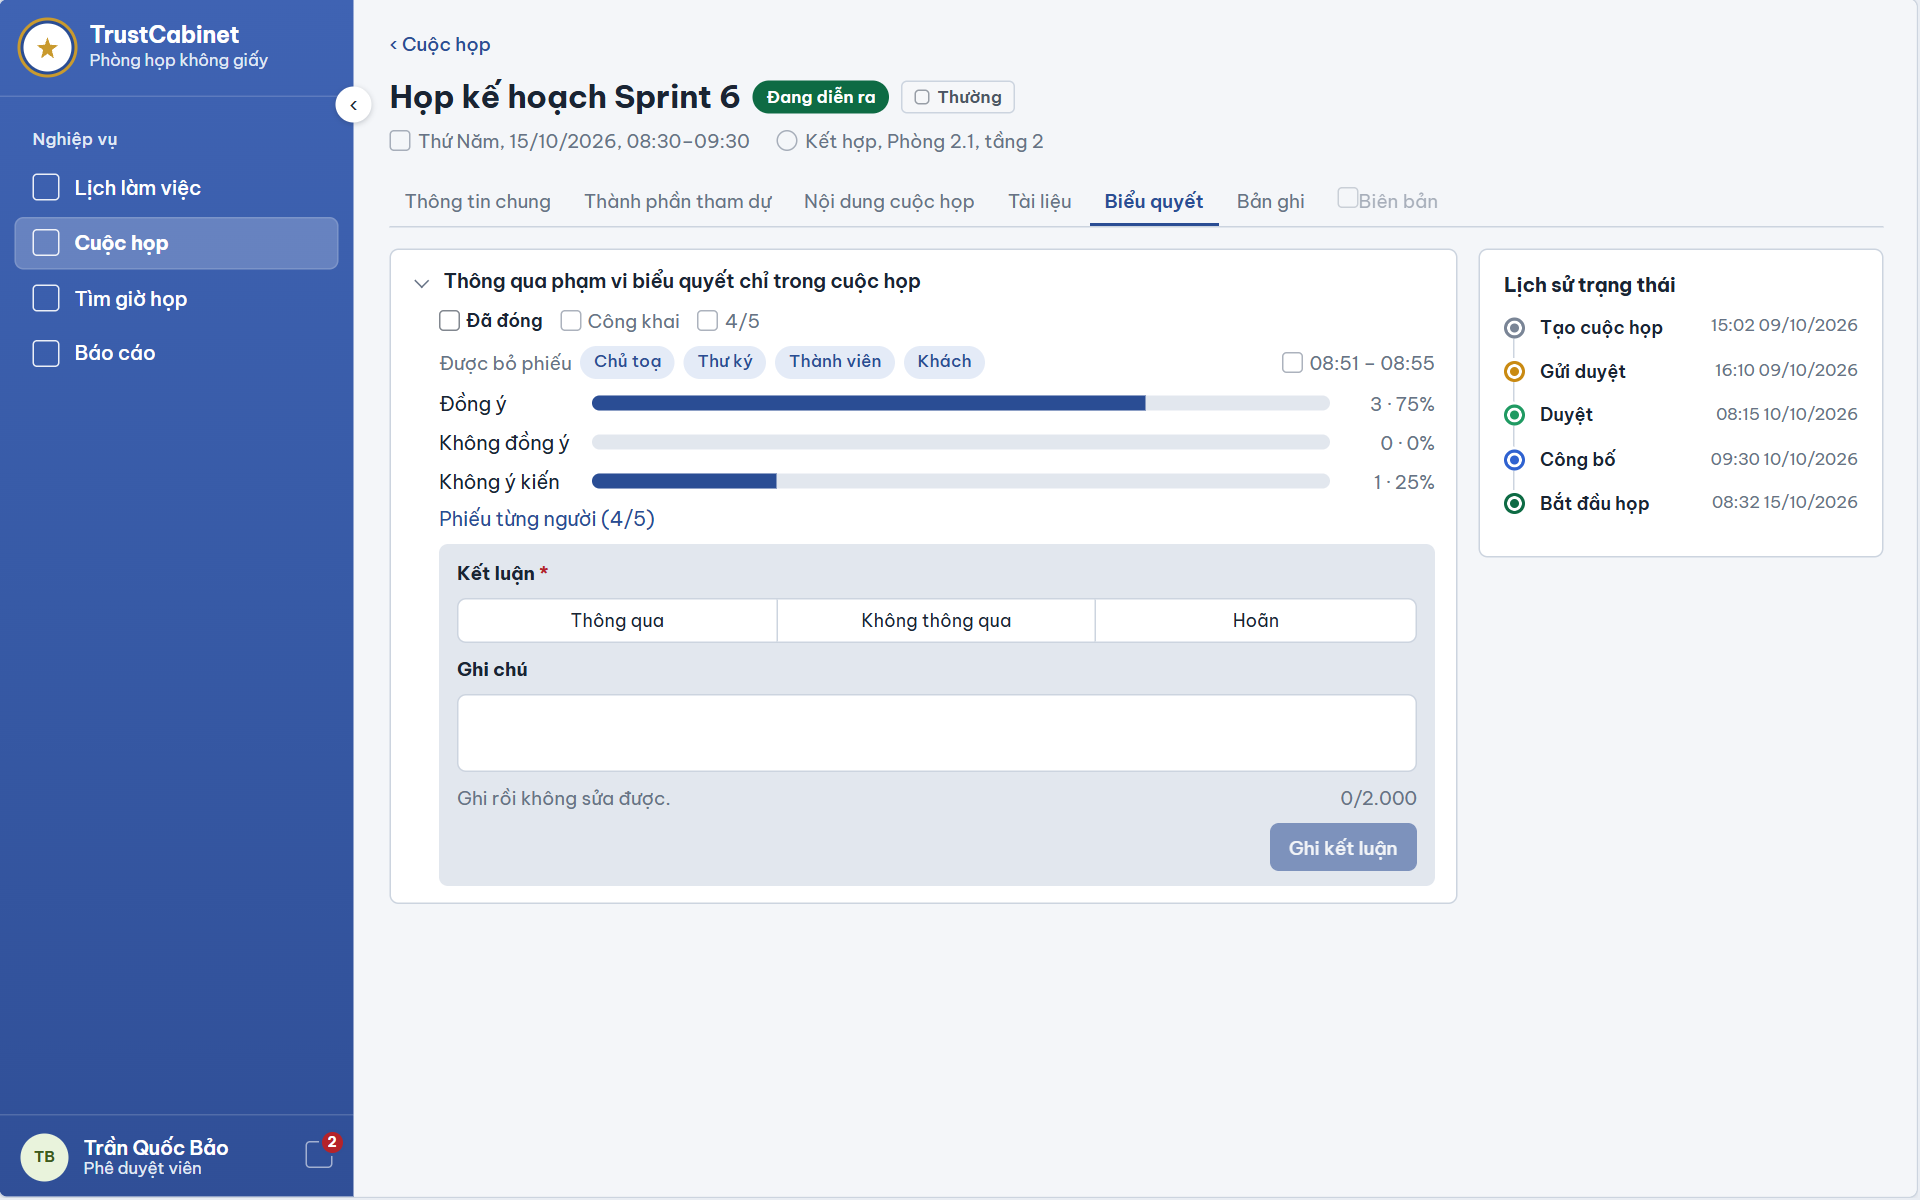 TrustCabinet
Phòng họp không giấy
Nghiệp vụ
Lịch làm việc
Cuộc họp
Tìm giờ họp
Báo cáo
TB
Trần Quốc Bảo
Phê duyệt viên
2
‹ Cuộc họp
Họp kế hoạch Sprint 6
Đang diễn ra
Thường
Thứ Năm, 15/10/2026, 08:30–09:30
Kết hợp, Phòng 2.1, tầng 2
Thông tin chung
Thành phần tham dự
Nội dung cuộc họp
Tài liệu
Biểu quyết
Bản ghi
Biên bản
Thông qua phạm vi biểu quyết chỉ trong cuộc họp
Đã đóng
Công khai
4/5
Được bỏ phiếu
Chủ toạ
Thư ký
Thành viên
Khách
08:51 – 08:55
Đồng ý
3 · 75%
Không đồng ý
0 · 0%
Không ý kiến
1 · 25%
Phiếu từng người (4/5)
Kết luận *
Thông qua
Không thông qua
Hoãn
Ghi chú
Ghi rồi không sửa được.
0/2.000
Ghi kết luận
Lịch sử trạng thái
Tạo cuộc họp
15:02 09/10/2026
Gửi duyệt
16:10 09/10/2026
Duyệt
08:15 10/10/2026
Công bố
09:30 10/10/2026
Bắt đầu họp
08:32 15/10/2026